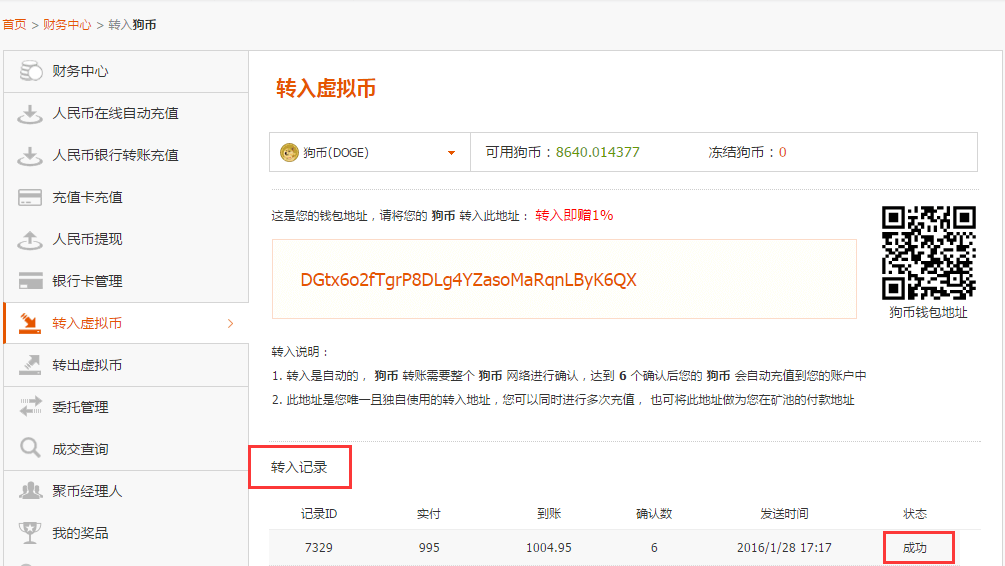 首页 > 财务中心 > 转入狗币
财务中心
人民币在线自动充值
人民币银行转账充值
充值卡充值
人民币提现
银行卡管理
转入虚拟币
转出虚拟币
委托管理
成交查询
聚币经理人
我的奖品
转入虚拟币
狗币(DOGE) 可用狗币：8640.014377 冻结狗币：0
这是您的钱包地址，请将您的 狗币 转入此地址： 转入即赠1%
DGtx6o2fTgrP8DLg4YZasoMaRqnLByK6QX
狗币钱包地址
转入说明：
1. 转入是自动的， 狗币 转账需要整个 狗币 网络进行确认，达到 6 个确认后您的 狗币 会自动充值到您的账户中
2. 此地址是您唯一且独自使用的转入地址，您可以同时进行多次充值， 也可将此地址做为您在矿池的付款地址
转入记录
记录ID 实付 到账 确认数 发送时间 状态
7329 995 1004.95 6 2016/1/28 17:17 成功